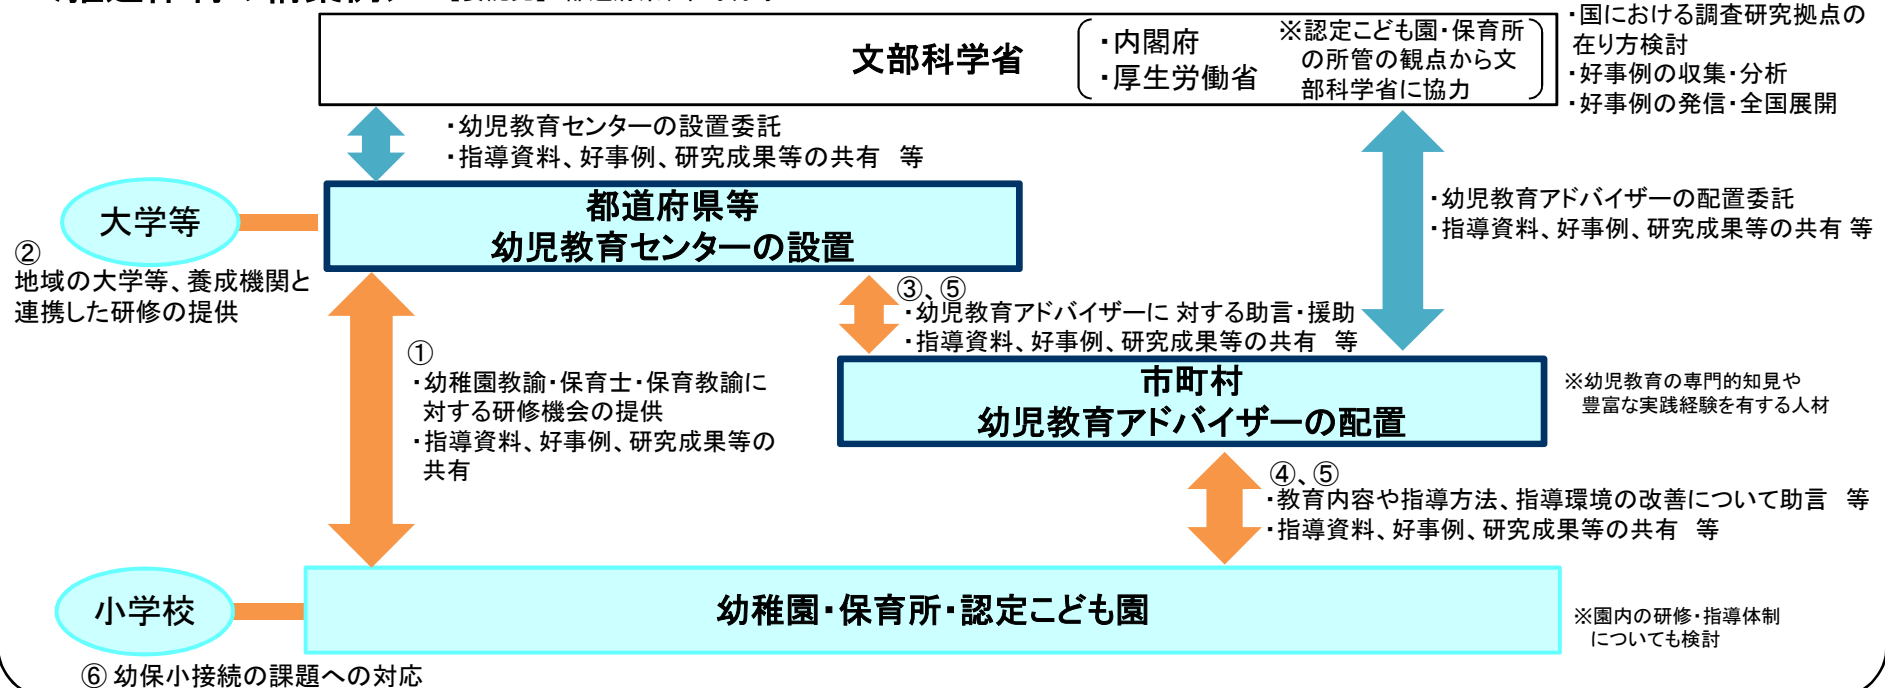 文部科学省
・内閣府
・厚生労働省
※認定こども園・保育所
の所管の観点から文
部科学省に協力
・国における調査研究拠点の
在り方検討
・好事例の収集・分析
・好事例の発信・全国展開
・幼児教育センターの設置委託
・指導資料、好事例、研究成果等の共有 等
大学等
都道府県等
幼児教育センターの設置
・幼児教育アドバイザーの配置委託
・指導資料、好事例、研究成果等の共有 等
②
地域の大学等、養成機関と
連携した研修の提供
③、⑤
・幼児教育アドバイザーに 対する助言・援助
・指導資料、好事例、研究成果等の共有 等
①
・幼稚園教諭・保育士・保育教諭に
対する研修機会の提供
・指導資料、好事例、研究成果等の
共有
市町村
幼児教育アドバイザーの配置
※幼児教育の専門的知見や
豊富な実践経験を有する人材
④、⑤
・教育内容や指導方法、指導環境の改善について助言 等
・指導資料、好事例、研究成果等の共有 等
小学校
幼稚園・保育所・認定こども園
※園内の研修・指導体制
についても検討
⑥ 幼保小接続の課題への対応